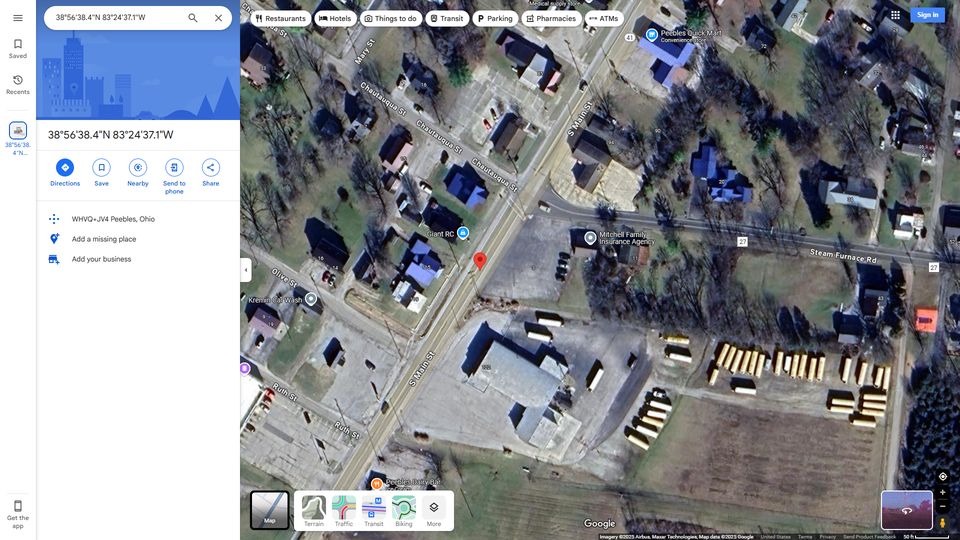 38°56'38.4"N 83°24'37.1"W
Restaurants
Hotels
Things to do
Transit
Parking
Pharmacies
ATMs
Sign in
Saved
Recents
38°56'38.
4"N...
38°56'38.4"N 83°24'37.1"W
Directions
Save
Nearby
Send to
phone
Share
WHVQ+JV4 Peebles, Ohio
Add a missing place
Add your business
Get the
app
Medical supply store
41
Peebles Quick Mart
Convenience store
Mary St
Chautauqua St
Chautauqua St
Chautauqua St
S Main St
Giant RC
Mitchell Family
Insurance Agency
27
Steam Furnace Rd
27
Olive St
Kremin Car Wash
S Main St
Ruth St
Ruth St
Peebles Dairy Bar
Map
Terrain
Traffic
Transit
Biking
More
Google
Imagery ©2025 Airbus, Maxar Technologies, Map data ©2025 Google
United States
Terms
Privacy
Send Product Feedback
50 ft